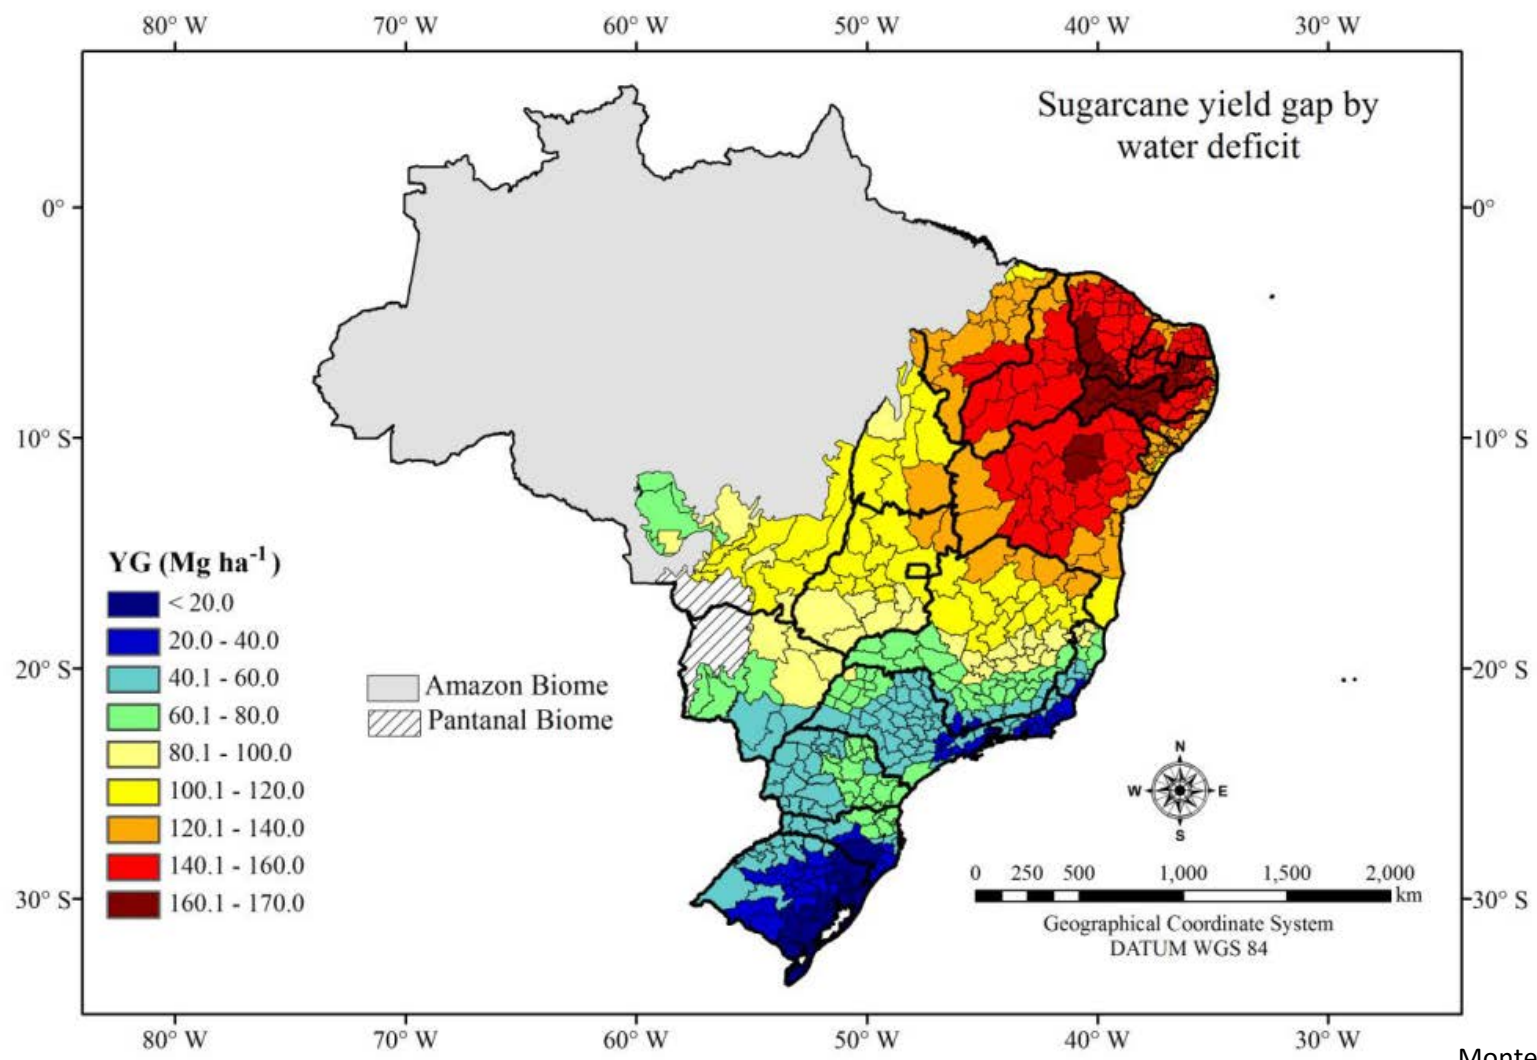 80° W 70° W 60° W 50° W 40° W 30° W
Sugarcane yield gap by
water deficit
0° 0°
10° S 10° S
YG (Mg ha-1)
< 20.0
20.0 - 40.0
40.1 - 60.0
60.1 - 80.0
80.1 - 100.0
100.1 - 120.0
120.1 - 140.0
140.1 - 160.0
160.1 - 170.0
20° S 20° S
Amazon Biome
Pantanal Biome
N
W E
S
0 250 500 1,000 1,500 2,000
km
30° S 30° S
Geographical Coordinate System
DATUM WGS 84
80° W 70° W 60° W 50° W 40° W 30° W